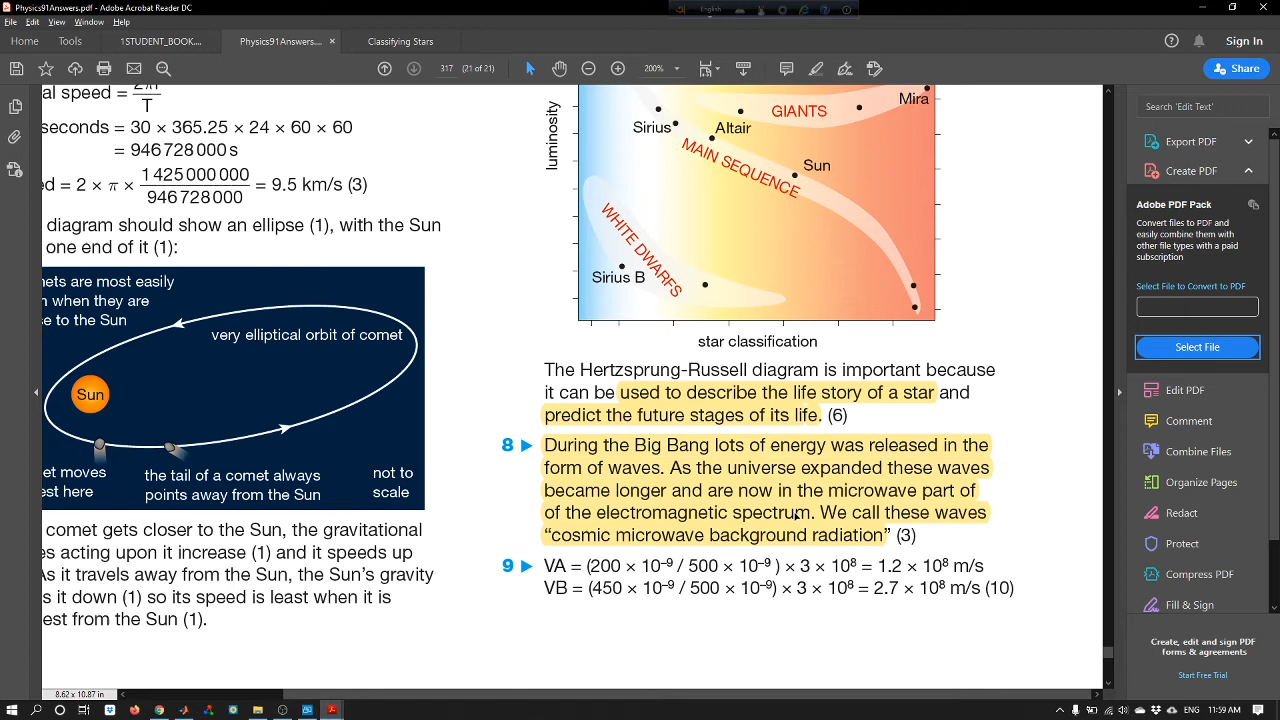 Physics91Answers.pdf - Adobe Acrobat Reader DC
English
File Edit View Window Help
Home Tools 1STUDENT_BOOK.... Physics91Answers.... × Classifying Stars Sign In
317 (21 of 21) 200% Share
al speed = 2πr
T
seconds = 30 × 365.25 × 24 × 60 × 60
= 946 728 000 s
ed = 2 × π × 1 425 000 000 = 9.5 km/s (3)
946 728 000
diagram should show an ellipse (1), with the Sun
one end of it (1):
mets are most easily
n when they are
se to the Sun
very elliptical orbit of comet
Sun
et moves
est here
the tail of a comet always
points away from the Sun
not to
scale
comet gets closer to the Sun, the gravitational
es acting upon it increase (1) and it speeds up
As it travels away from the Sun, the Sun's gravity
s it down (1) so its speed is least when it is
est from the Sun (1).
8.62 x 10.87 in
luminosity
Mira
GIANTS
Sirius
Altair
MAIN SEQUENCE
Sun
WHITE DWARFS
Sirius B
star classification
The Hertzsprung-Russell diagram is important because
it can be used to describe the life story of a star and
predict the future stages of its life. (6)
8 ▶ During the Big Bang lots of energy was released in the
form of waves. As the universe expanded these waves
became longer and are now in the microwave part of
of the electromagnetic spectrum. We call these waves
“cosmic microwave background radiation” (3)
9 ▶ VA = (200 × 10⁻⁹ / 500 × 10⁻⁹ ) × 3 × 10⁸ = 1.2 × 10⁸ m/s
VB = (450 × 10⁻⁹ / 500 × 10⁻⁹) × 3 × 10⁸ = 2.7 × 10⁸ m/s (10)
Search 'Edit Text'
Export PDF
Create PDF
Adobe PDF Pack
Convert files to PDF and
easily combine them with
other file types with a paid
subscription
Select File to Convert to PDF
Select File
Edit PDF
Comment
Combine Files
Organize Pages
Redact
Protect
Compress PDF
Fill & Sign
Create, edit and sign PDF
forms & agreements
Start Free Trial
ENG 11:59 AM